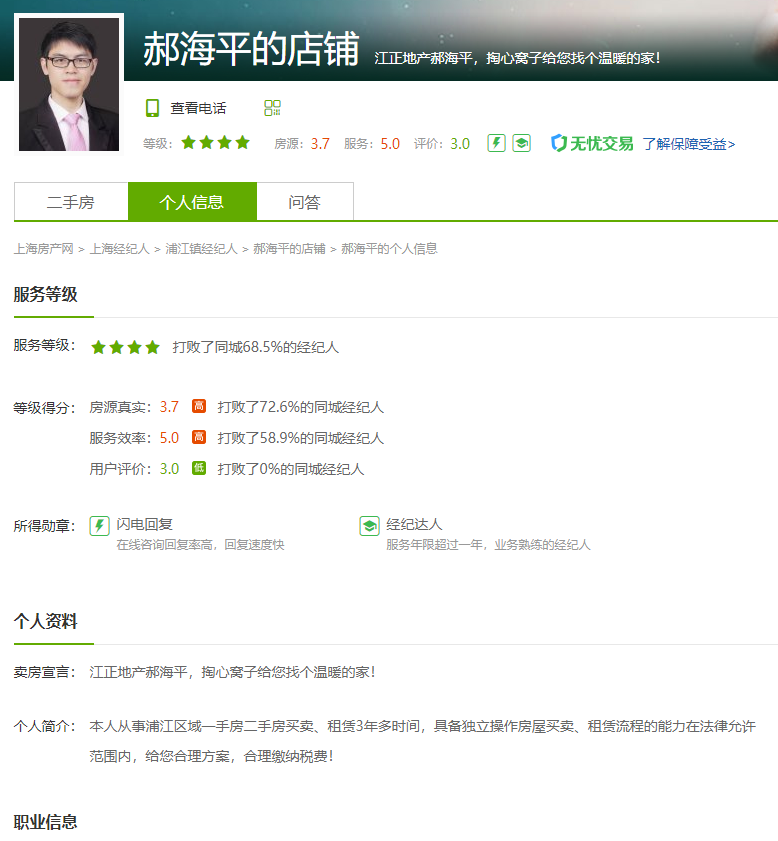 郝海平的店铺 江正地产郝海平，掏心窝子给您找个温暖的家！
查看电话
等级： 房源：3.7 服务：5.0 评价：3.0 无忧交易 了解保障受益>
二手房 个人信息 问答
上海房产网 > 上海经纪人 > 浦江镇经纪人 > 郝海平的店铺 > 郝海平的个人信息
服务等级
服务等级： 打败了同城68.5%的经纪人
等级得分： 房源真实：3.7 高 打败了72.6%的同城经纪人
服务效率：5.0 高 打败了58.9%的同城经纪人
用户评价：3.0 低 打败了0%的同城经纪人
所得勋章： 闪电回复 经纪达人
在线咨询回复率高，回复速度快 服务年限超过一年，业务熟练的经纪人
个人资料
卖房宣言： 江正地产郝海平，掏心窝子给您找个温暖的家！
个人简介： 本人从事浦江区域一手房二手房买卖、租赁3年多时间，具备独立操作房屋买卖、租赁流程的能力在法律允许
范围内，给您合理方案，合理缴纳税费！
职业信息